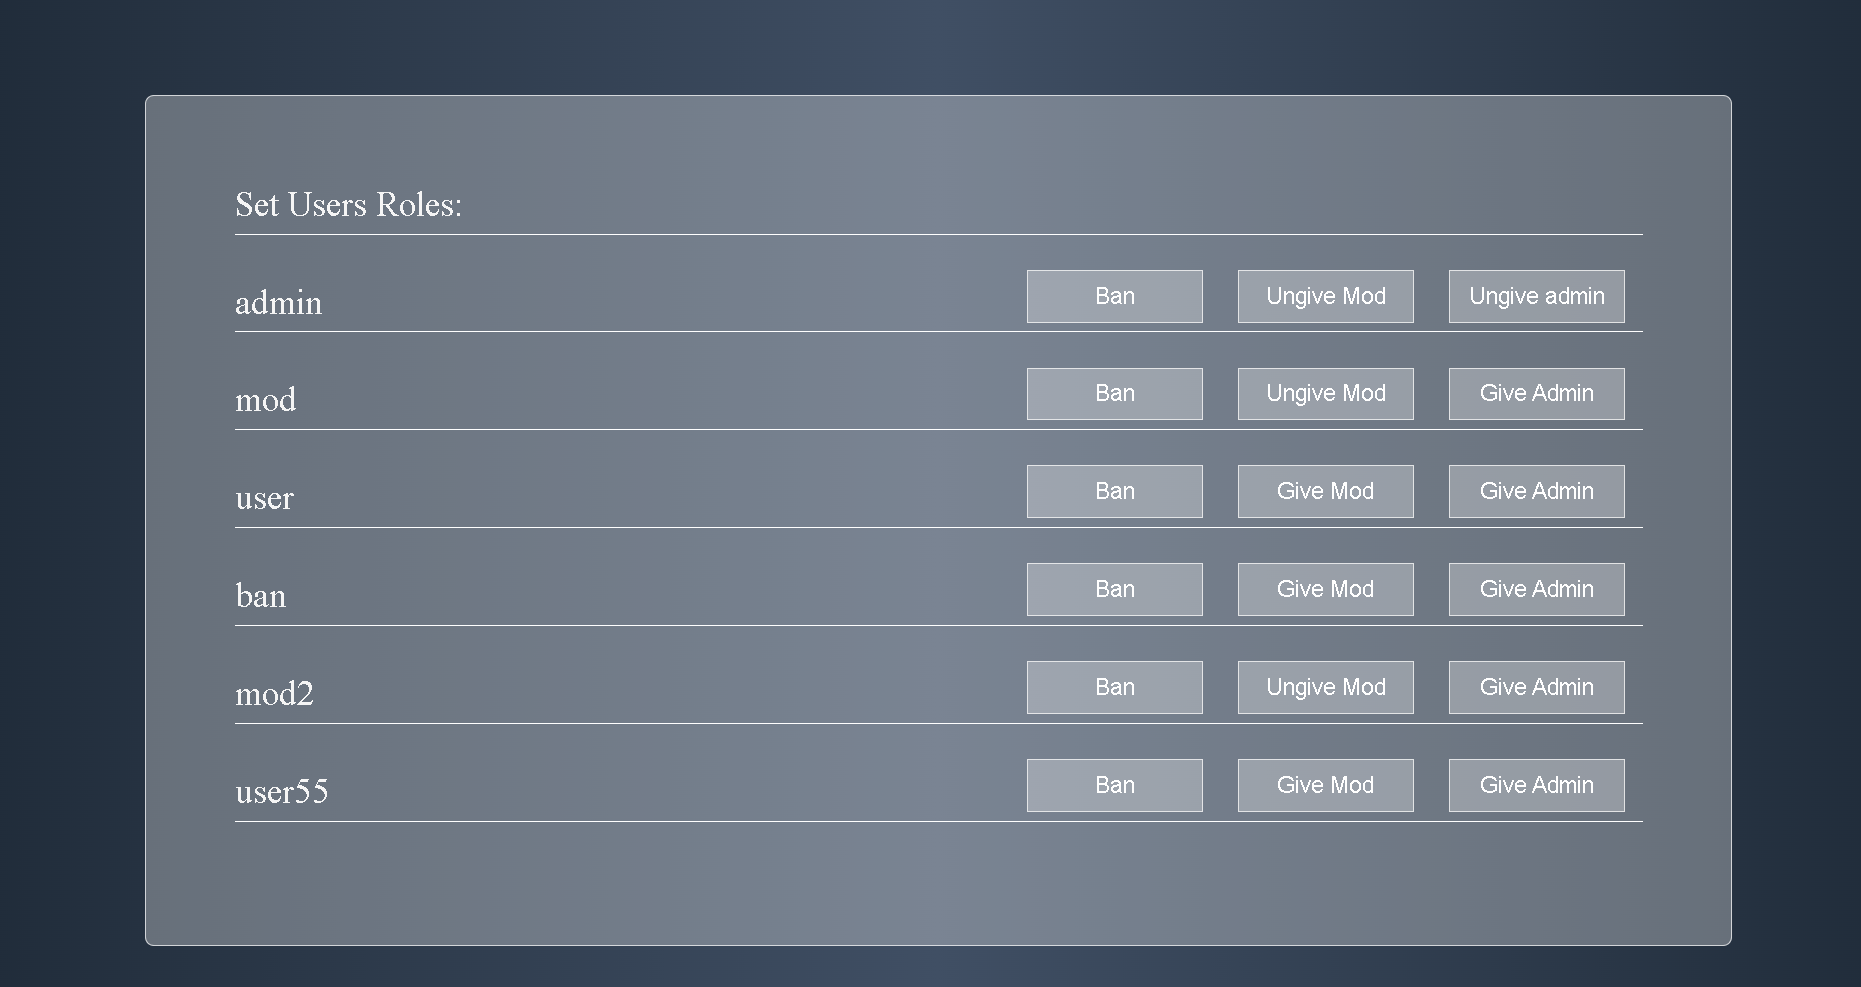 Set Users Roles:
admin Ban Ungive Mod Ungive admin
mod Ban Ungive Mod Give Admin
user Ban Give Mod Give Admin
ban Ban Give Mod Give Admin
mod2 Ban Ungive Mod Give Admin
user55 Ban Give Mod Give Admin